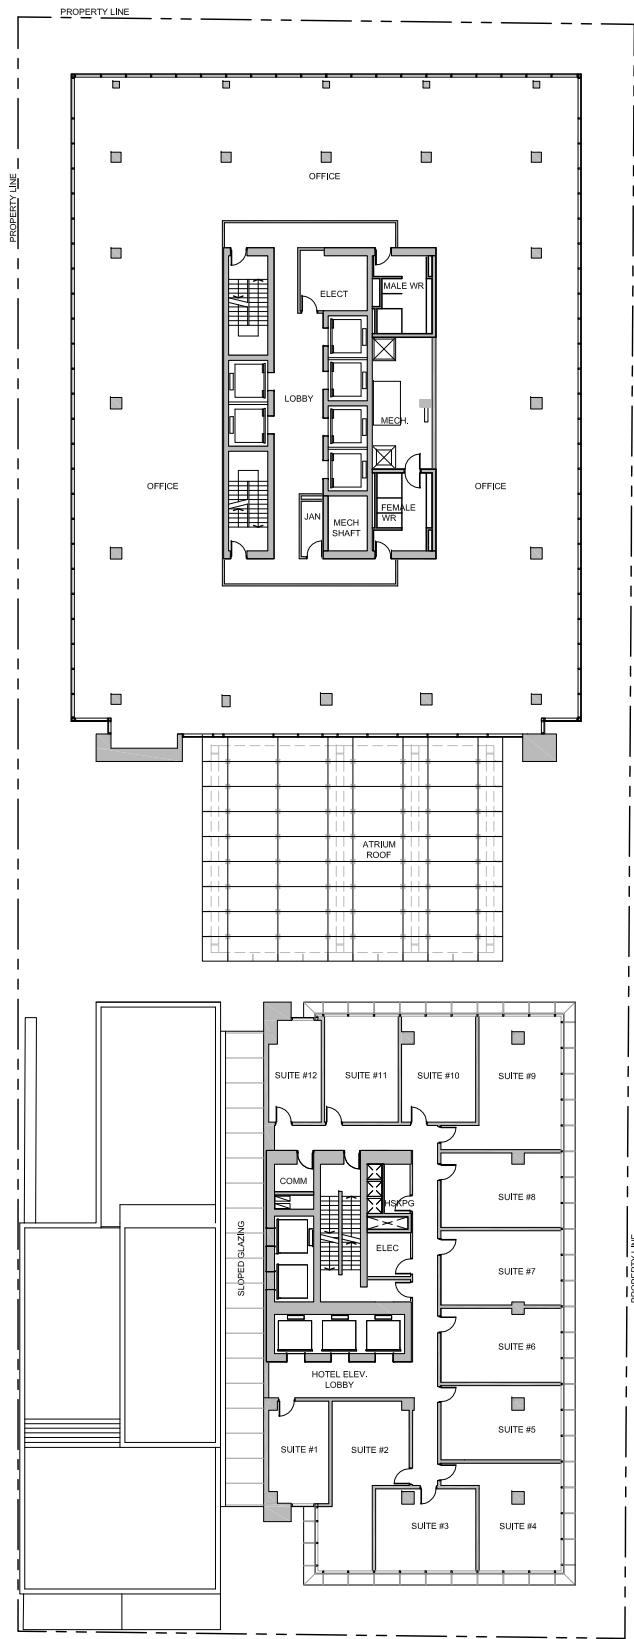 PROPERTY LINE
PROPERTY LINE
OFFICE
ELECT
MALE WR
LOBBY
MECH.
OFFICE
OFFICE
JAN
MECH
SHAFT
FEMALE
WR
ATRIUM
ROOF
SUITE #12
SUITE #11
SUITE #10
SUITE #9
COMM
HSKPG
SUITE #8
SLOPED GLAZING
ELEC
SUITE #7
PROPERTY LINE
SUITE #6
HOTEL ELEV.
LOBBY
SUITE #5
SUITE #1
SUITE #2
SUITE #3
SUITE #4